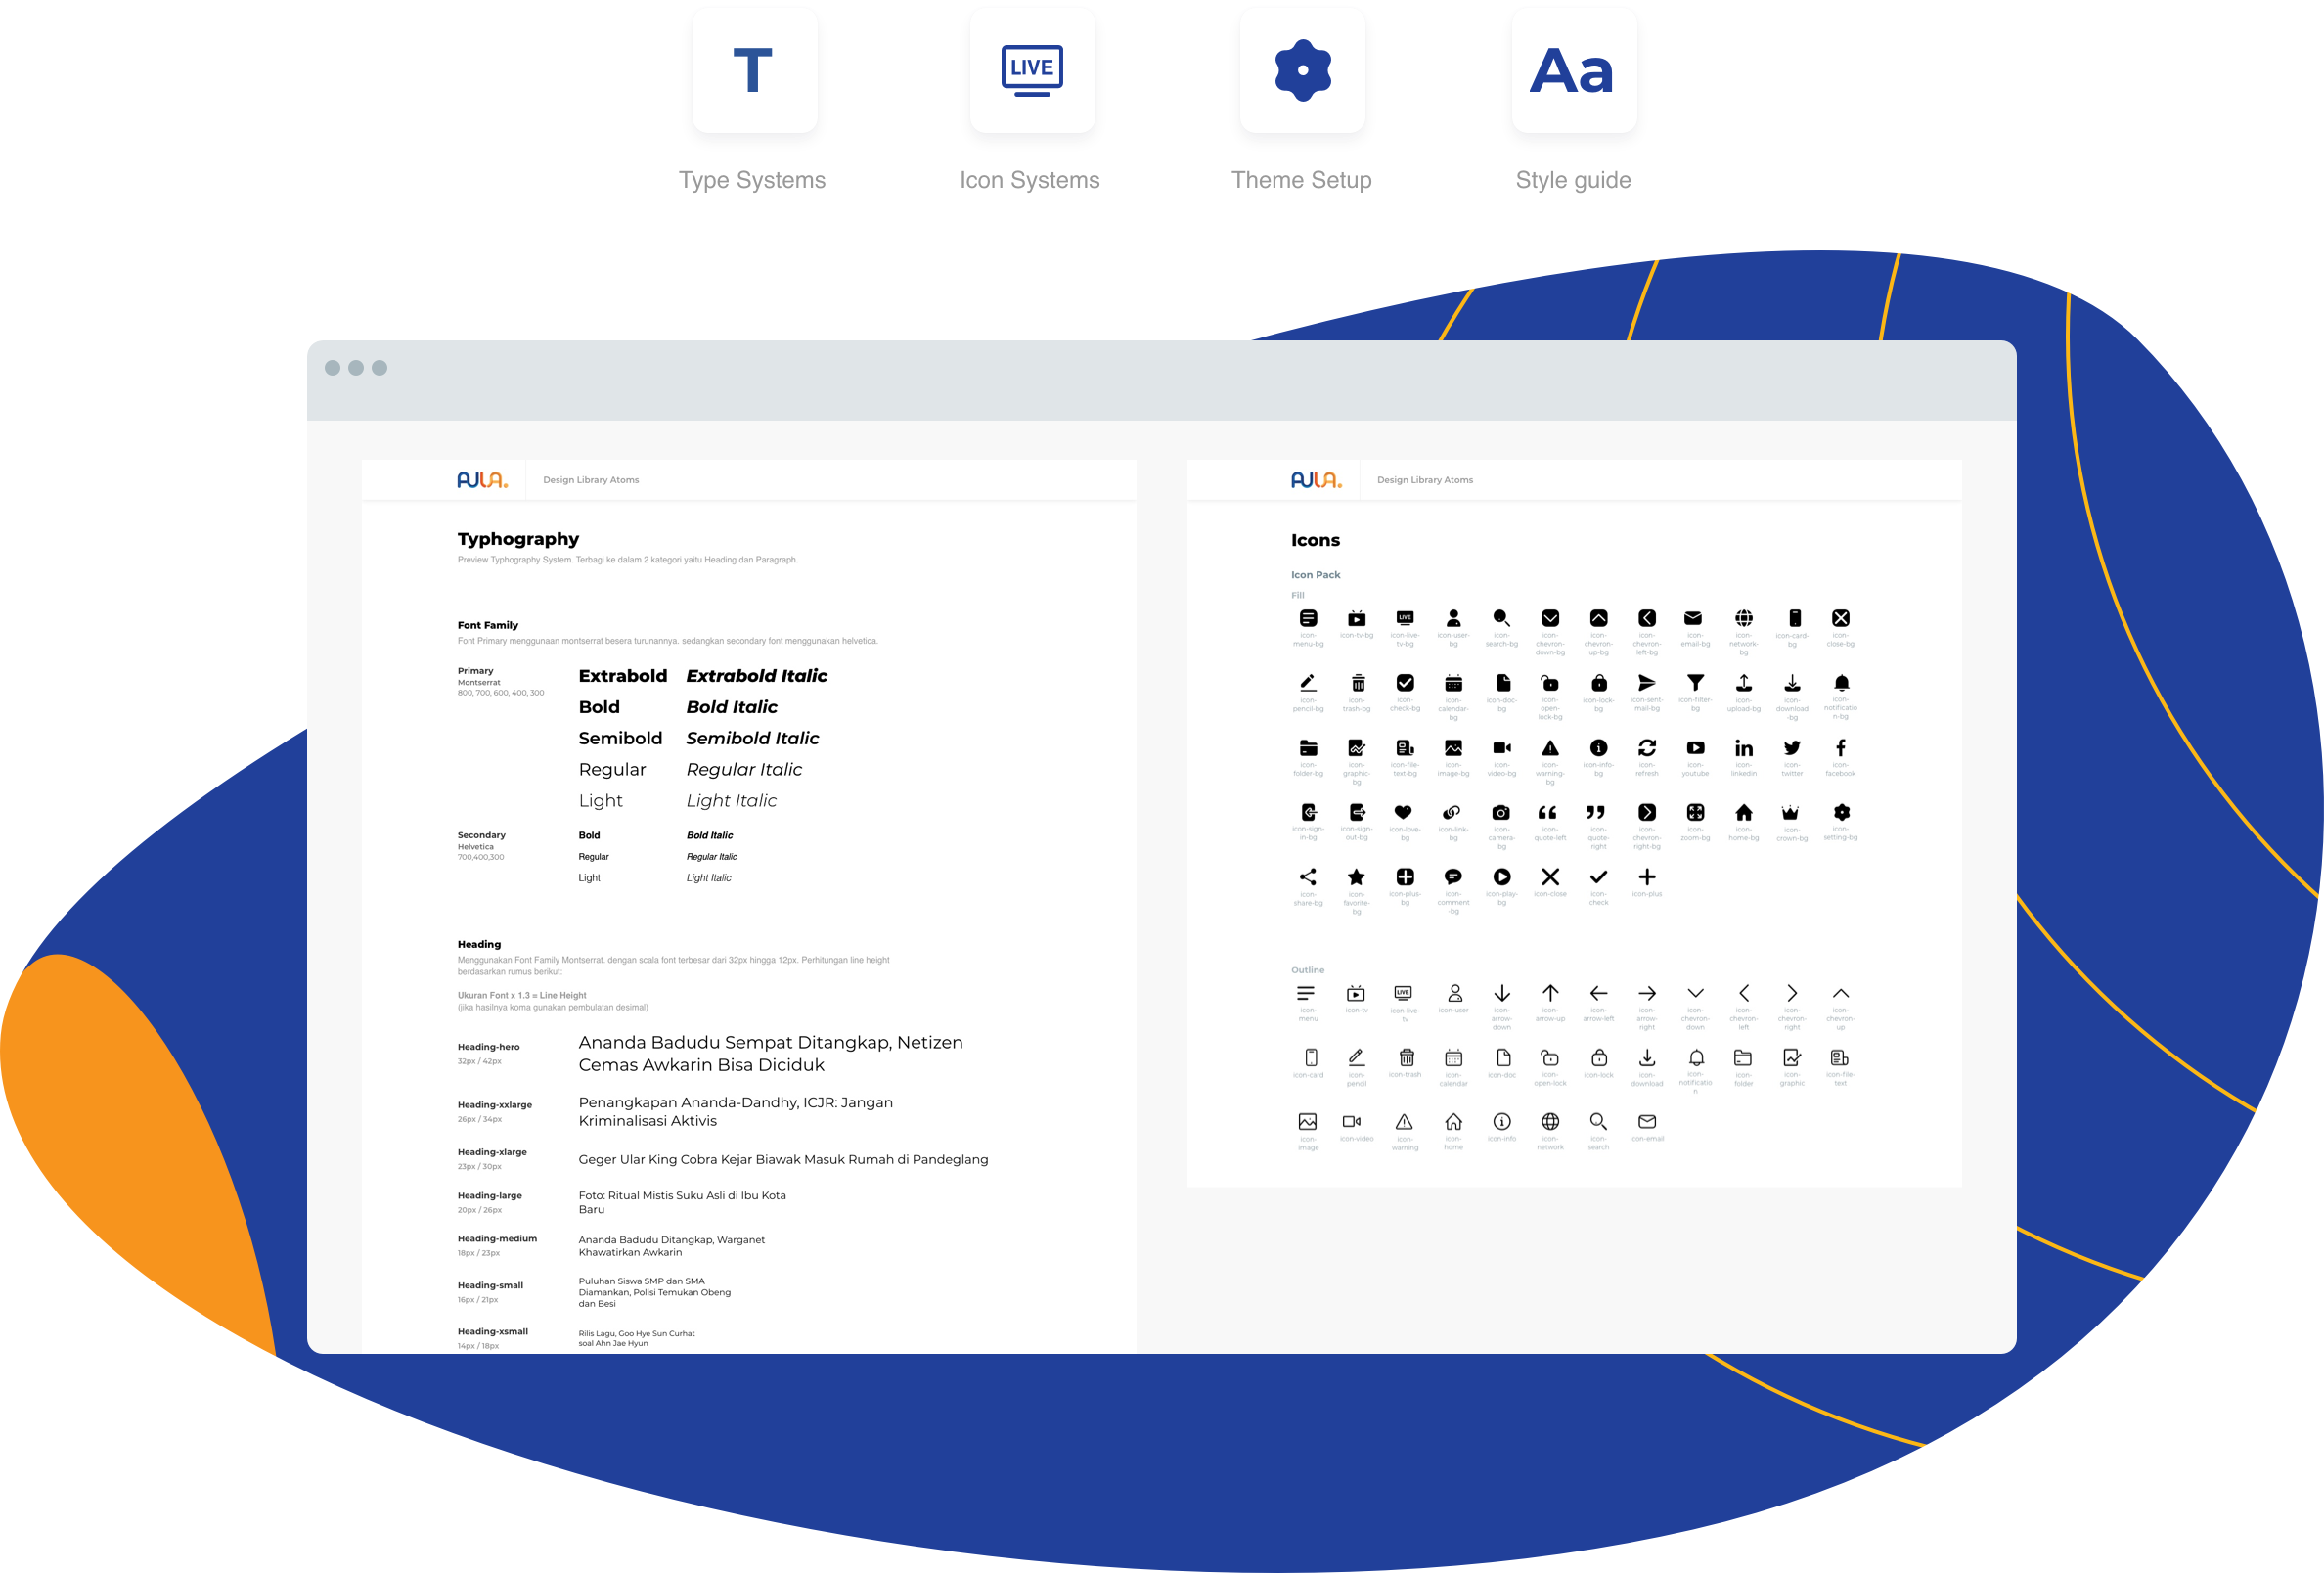 T
LIVE
Aa
Type Systems
Icon Systems
Theme Setup
Style guide
AULA
Design Library Atoms
Typhography
Preview Typhography System. Terbagi ke dalam 2 kategori yaitu Heading dan Paragraph.
Font Family
Font Primary menggunaan montserrat besera turunannya. sedangkan secondary font menggunakan helvetica.
Primary
Montserrat
800, 700, 600, 400, 300
Extrabold
Extrabold Italic
Bold
Bold Italic
Semibold
Semibold Italic
Regular
Regular Italic
Light
Light Italic
Secondary
Helvetica
700,400,300
Bold
Bold Italic
Regular
Regular Italic
Light
Light Italic
Heading
Menggunakan Font Family Montserrat. dengan scala font terbesar dari 32px hingga 12px. Perhitungan line height
berdasarkan rumus berikut:
Ukuran Font x 1.3 = Line Height
(jika hasilnya koma gunakan pembulatan desimal)
Heading-hero
32px / 42px
Ananda Badudu Sempat Ditangkap, Netizen
Cemas Awkarin Bisa Diciduk
Heading-xxlarge
26px / 34px
Penangkapan Ananda-Dandhy, ICJR: Jangan
Kriminalisasi Aktivis
Heading-xlarge
23px / 30px
Geger Ular King Cobra Kejar Biawak Masuk Rumah di Pandeglang
Heading-large
20px / 26px
Foto: Ritual Mistis Suku Asli di Ibu Kota
Baru
Heading-medium
18px / 23px
Ananda Badudu Ditangkap, Warganet
Khawatirkan Awkarin
Heading-small
16px / 21px
Puluhan Siswa SMP dan SMA
Diamankan, Polisi Temukan Obeng
dan Besi
Heading-xsmall
14px / 18px
Rilis Lagu, Goo Hye Sun Curhat
soal Ahn Jae Hyun
AULA
Design Library Atoms
Icons
Icon Pack
Fill
LIVE
icon-
menu-bg
icon-tv-bg
icon-live-
tv-bg
icon-user-
bg
icon-
search-bg
icon-
chevron-
down-bg
icon-
chevron-
up-bg
icon-
chevron-
left-bg
icon-
email-bg
icon-
network-
bg
icon-card-
bg
icon-
close-bg
icon-
pencil-bg
icon-
trash-bg
icon-
check-bg
icon-
calendar-
bg
icon-doc-
bg
icon-
open-
lock-bg
icon-lock-
bg
icon-sent-
mail-bg
icon-filter-
bg
icon-
upload-bg
icon-
download
-bg
icon-
notificatio
n-bg
icon-
folder-bg
icon-
graphic-
bg
icon-file-
text-bg
icon-
image-bg
icon-
video-bg
icon-
warning-
bg
icon-info-
bg
icon-
refresh
icon-
youtube
icon-
linkedin
icon-
twitter
icon-
facebook
icon-sign-
in-bg
icon-sign-
out-bg
icon-love-
bg
icon-link-
bg
icon-
camera-
bg
icon-
quote-left
icon-
quote-
right
icon-
chevron-
right-bg
icon-
zoom-bg
icon-
home-bg
icon-
crown-bg
icon-
setting-bg
icon-
share-bg
icon-
favorite-
bg
icon-plus-
bg
icon-
comment
-bg
icon-play-
bg
icon-close
icon-
check
icon-plus
Outline
LIVE
icon-
menu
icon-tv
icon-live-
tv
icon-user
icon-
arrow-
down
icon-
arrow-up
icon-
arrow-left
icon-
arrow-
right
icon-
chevron-
down
icon-
chevron-
left
icon-
chevron-
right
icon-
chevron-
up
icon-card
icon-
pencil
icon-trash
icon-
calendar
icon-doc
icon-
open-lock
icon-lock
icon-
download
icon-
notificatio
n
icon-
folder
icon-
graphic
icon-file-
text
icon-
image
icon-video
icon-
warning
icon-
home
icon-info
icon-
network
icon-
search
icon-email